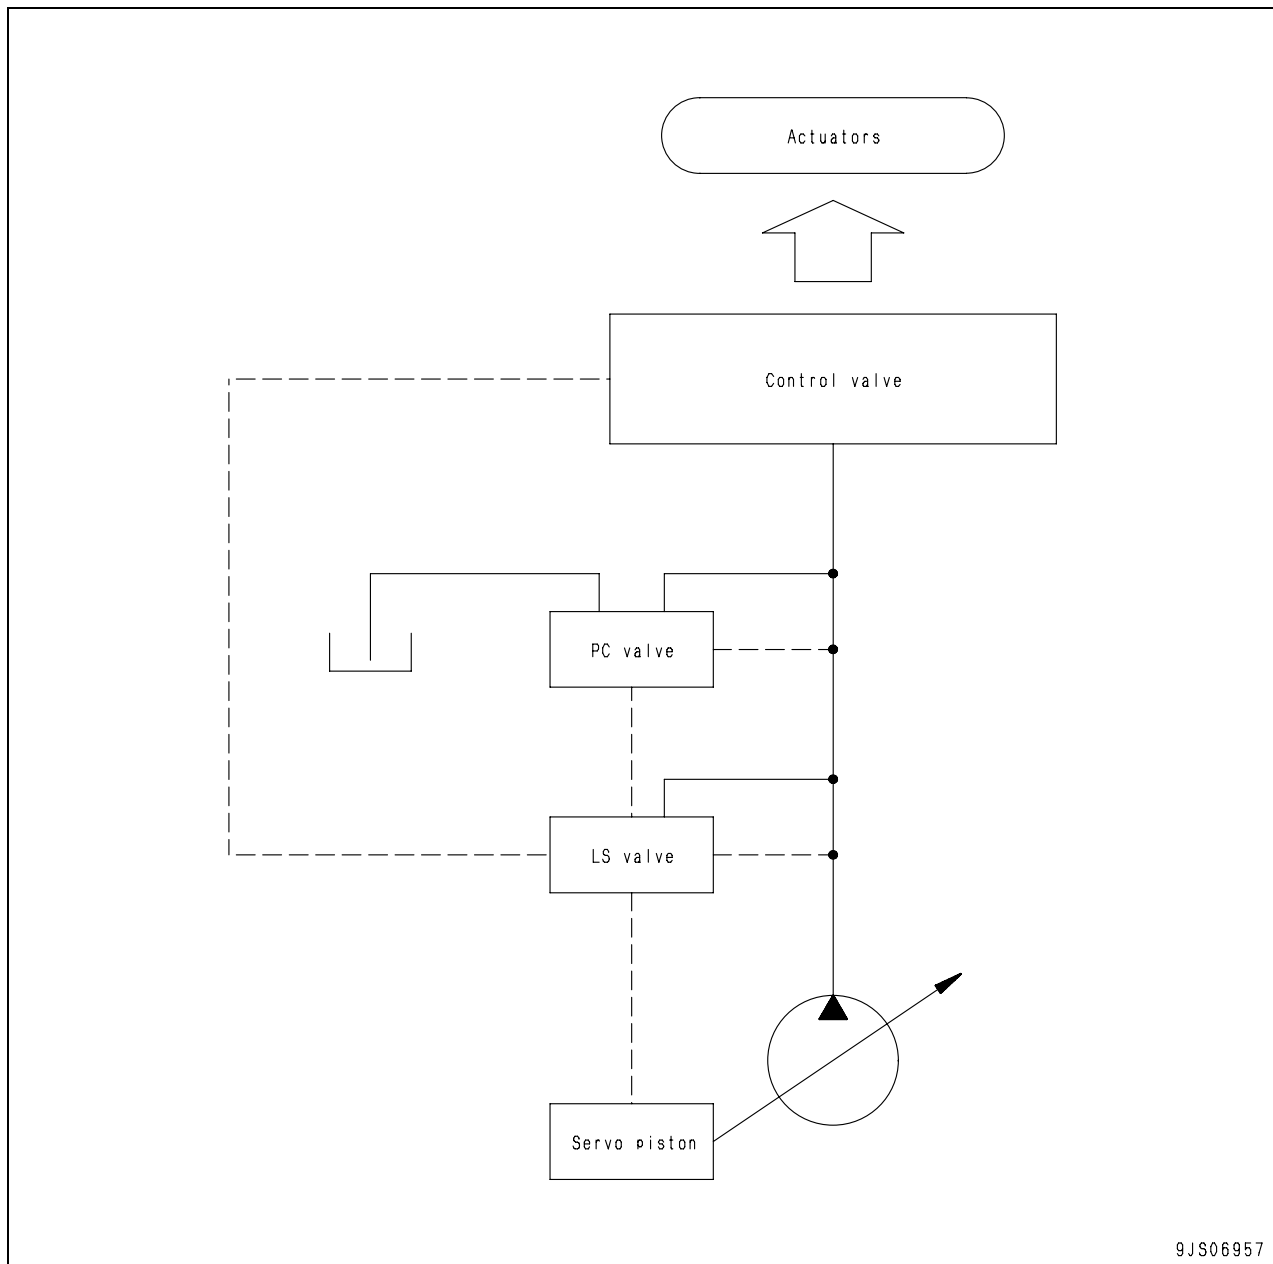 Actuators
Control valve
PC valve
LS valve
Servo piston
9JS06957